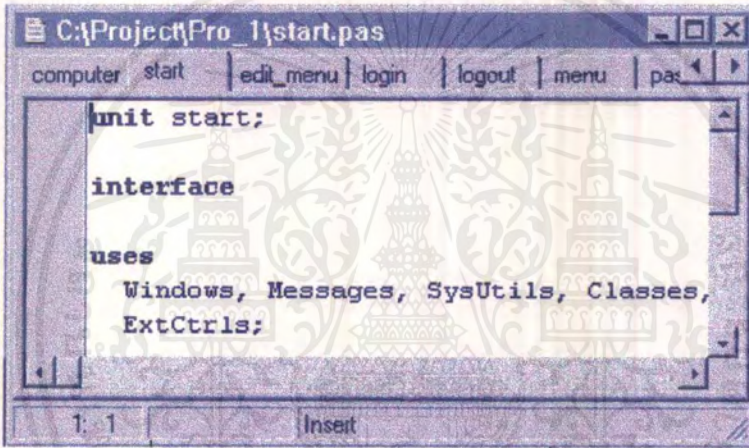 C:\Project\Pro_1\start.pas
computer start edit_menu login logout menu
unit start;
interface
uses
Windows, Messages, SysUtils, Classes,
ExtCtrls;
1: 1 Insert